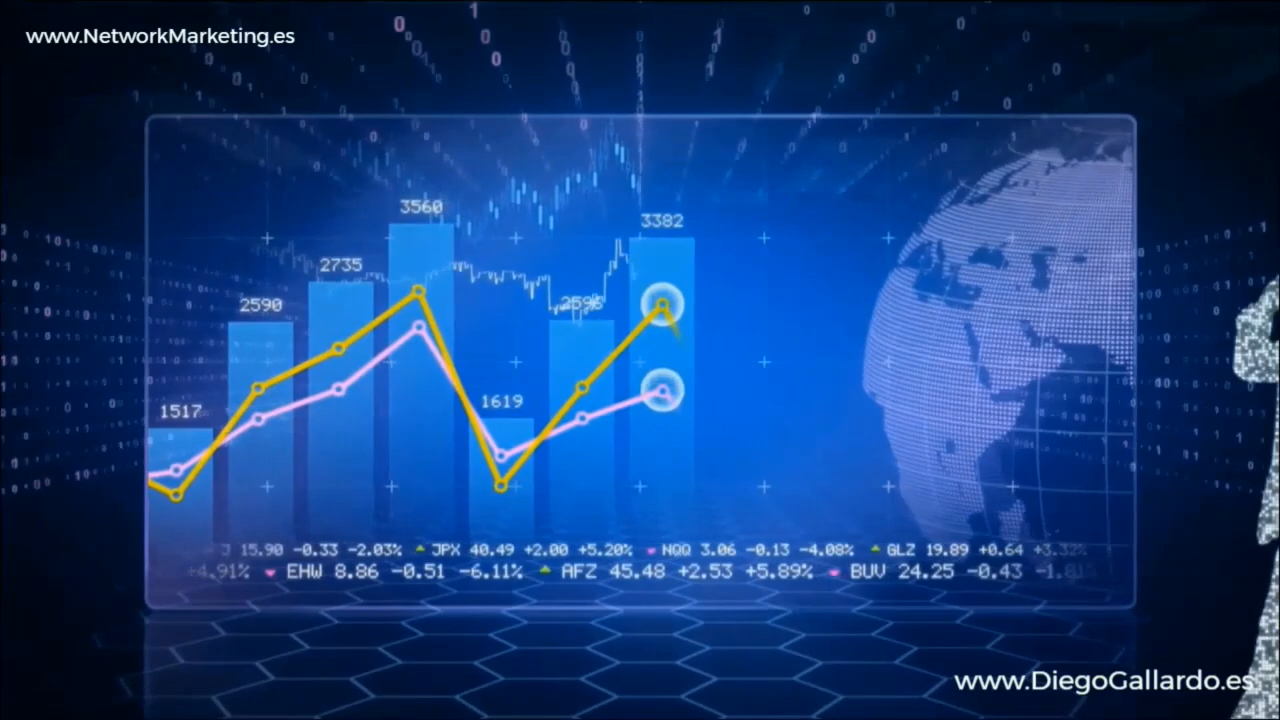 www.NetworkMarketing.es
3560
3382
2735
2590
1619
1517
J 15.90 -0.33 -2.03% JPX 40.49 +2.00 +5.20% NQQ 3.06 -0.13 -4.08% GLZ 19.89 +0.64 +3.32%
+4.91% EHW 8.86 -0.51 -6.11% AFZ 45.48 +2.53 +5.89% BUV 24.25 -0.43
www.DiegoGallardo.es